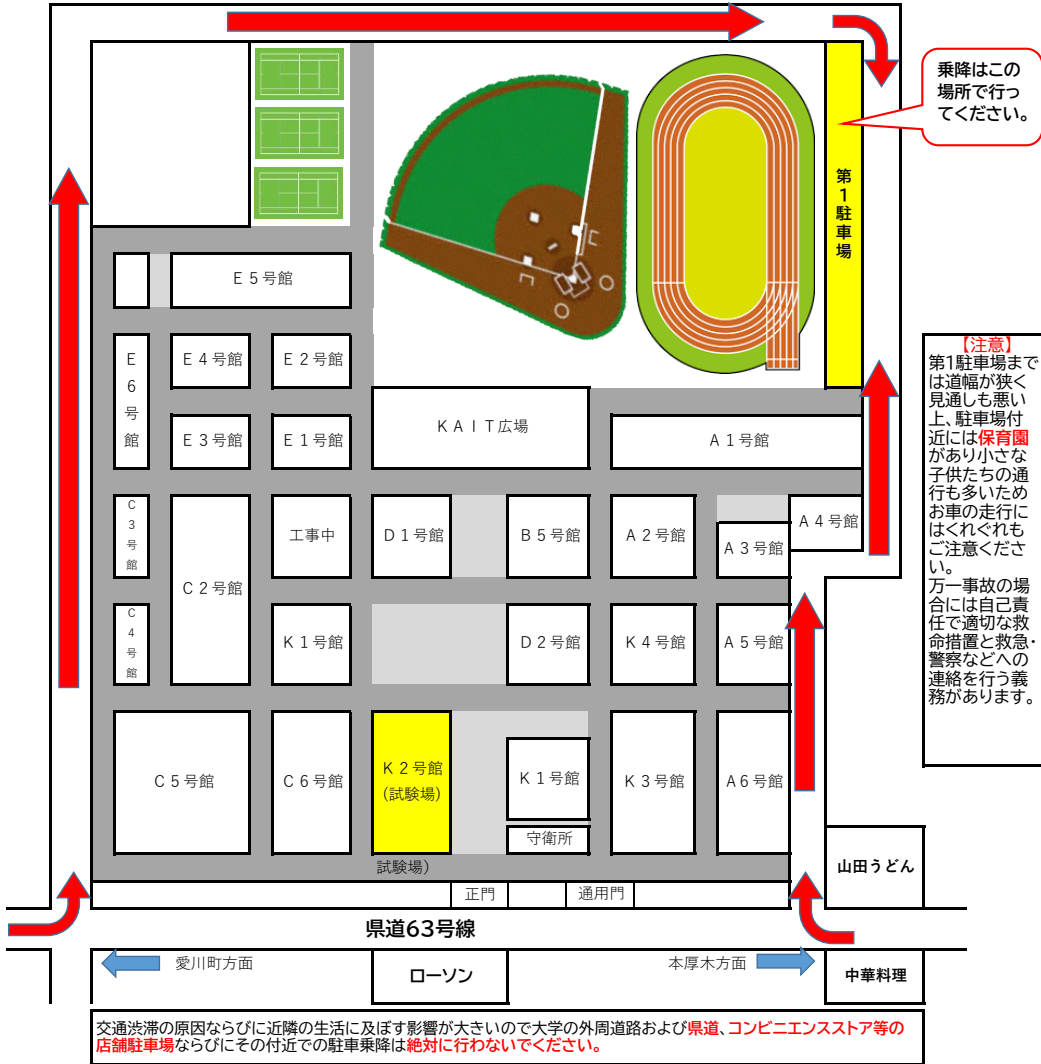 乗降はこの
場所で行っ
てください。
第1駐車場
E5号館
E6号館
E4号館
E2号館
E3号館
E1号館
KAIT広場
A1号館
【注意】
第1駐車場まで
は道幅が狭く
見通しも悪い
上、駐車場付
近には保育園
があり小さな
子供たちの通
行も多いため
お車の走行に
はくれぐれも
ご注意くださ
い。
万一事故の場
合には自己責
任で適切な救
命措置と救急・
警察などへの
連絡を行う義
務があります。
C3号館
C2号館
工事中
D1号館
B5号館
A2号館
A3号館
A4号館
C4号館
K1号館
D2号館
K4号館
A5号館
C5号館
C6号館
K2号館
(試験場)
K1号館
K3号館
A6号館
守衛所
試験場)
山田うどん
正門
通用門
県道63号線
愛川町方面
ローソン
本厚木方面
中華料理
交通渋滞の原因ならびに近隣の生活に及ぼす影響が大きいので大学の外周道路および県道、コンビニエンスストア等の
店舗駐車場ならびにその付近での駐車乗降は絶対に行わないでください。